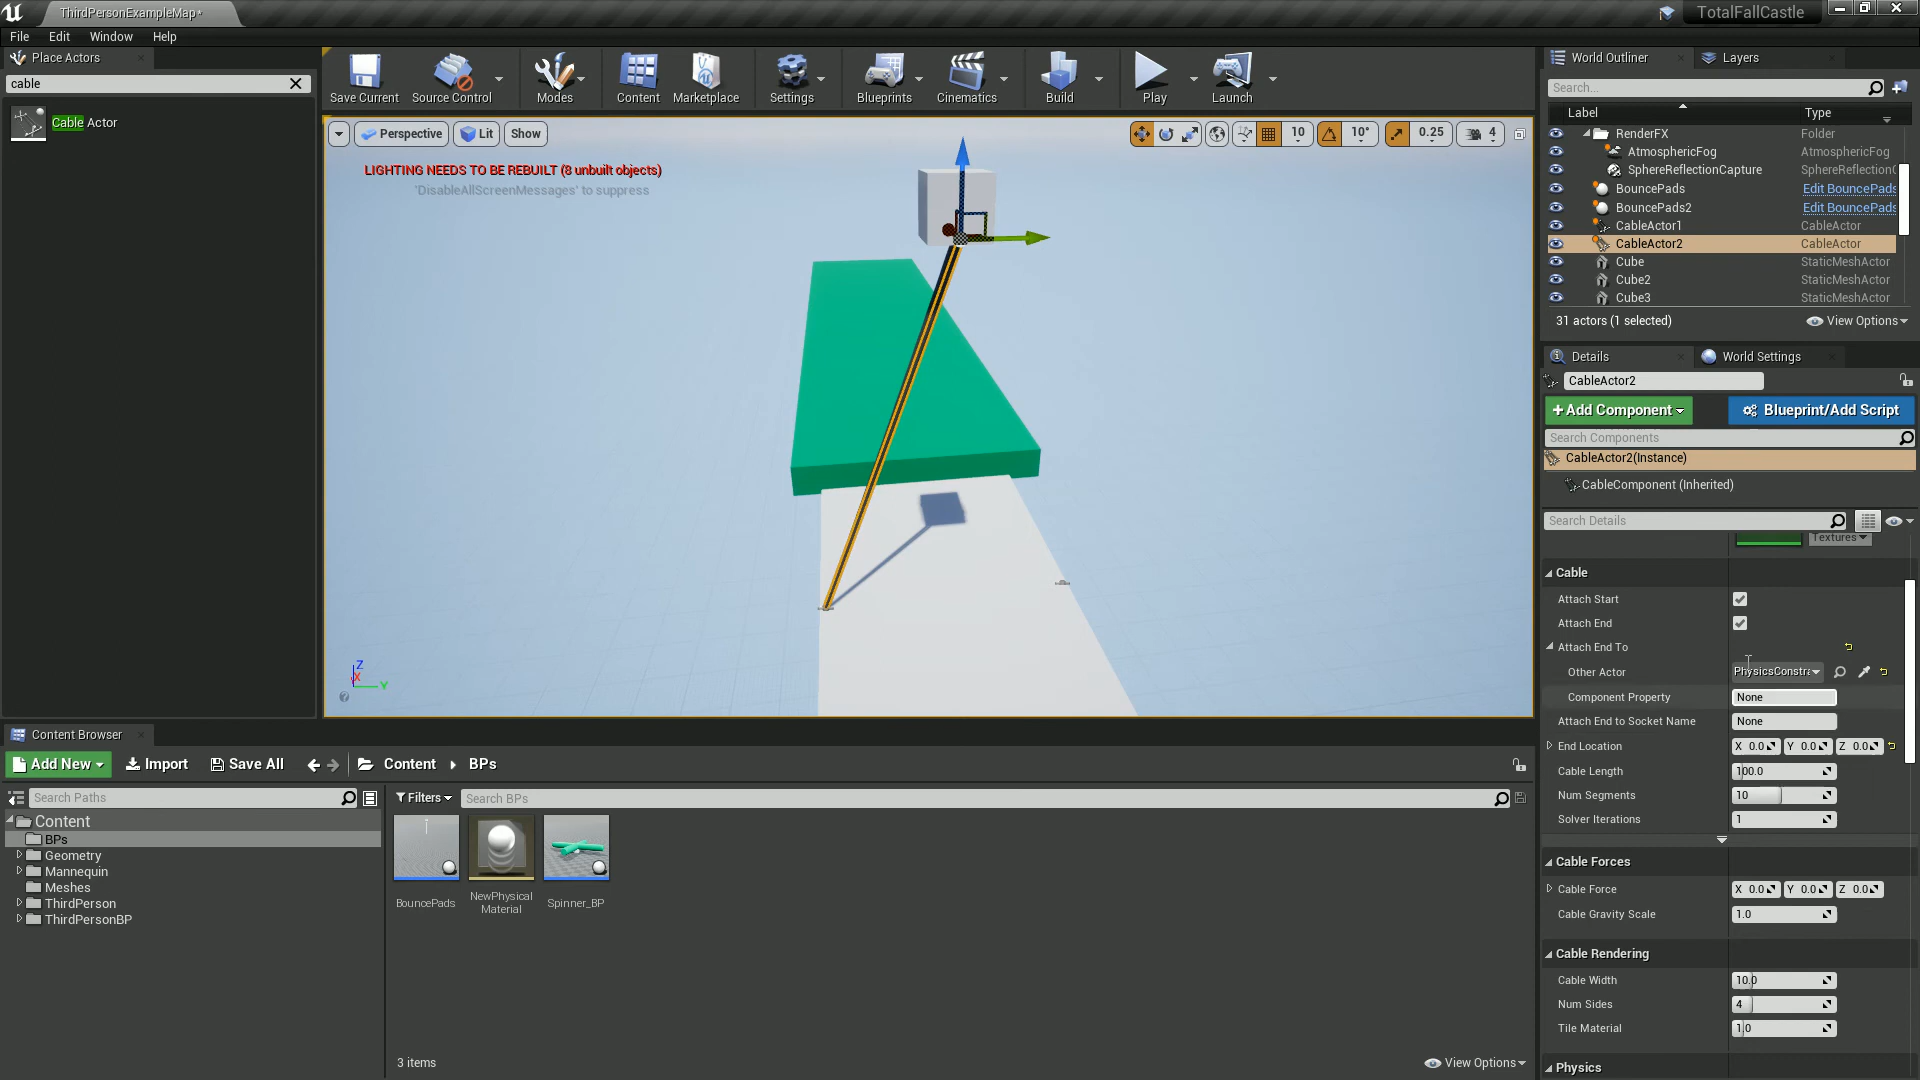 ThirdPersonExampleMap*
TotalFallCastle
File Edit Window Help
Place Actors
cable
Cable Actor
Save Current
Source Control
Modes
Content
Marketplace
Settings
Blueprints
Cinematics
Build
Play
Launch
Perspective
Lit
Show
10
10°
0.25
4
LIGHTING NEEDS TO BE REBUILT (8 unbuilt objects)
'DisableAllScreenMessages' to suppress
Z
X
Y
World Outliner
Layers
Search...
Label Type
RenderFX Folder
AtmosphericFog AtmosphericFog
SphereReflectionCapture SphereReflectionC
BouncePads Edit BouncePads
BouncePads2 Edit BouncePads
CableActor1 CableActor
CableActor2 CableActor
Cube StaticMeshActor
Cube2 StaticMeshActor
Cube3 StaticMeshActor
31 actors (1 selected)
View Options
Details
World Settings
CableActor2
+Add Component
Blueprint/Add Script
Search Components
CableActor2(Instance)
CableComponent (Inherited)
Search Details
Textures
Cable
Attach Start
Attach End
Attach End To
Other Actor PhysicsConstra
Component Property None
Attach End to Socket Name None
End Location X 0.0 Y 0.0 Z 0.0
Cable Length 100.0
Num Segments 10
Solver Iterations 1
Cable Forces
Cable Force X 0.0 Y 0.0 Z 0.0
Cable Gravity Scale 1.0
Cable Rendering
Cable Width 10.0
Num Sides 4
Tile Material 1.0
Physics
Content Browser
Add New
Import
Save All
Content
BPs
Search Paths
Filters
Search BPs
Content
BPs
Geometry
Mannequin
Meshes
ThirdPerson
ThirdPersonBP
BouncePads
NewPhysical
Material
Spinner_BP
3 items
View Options